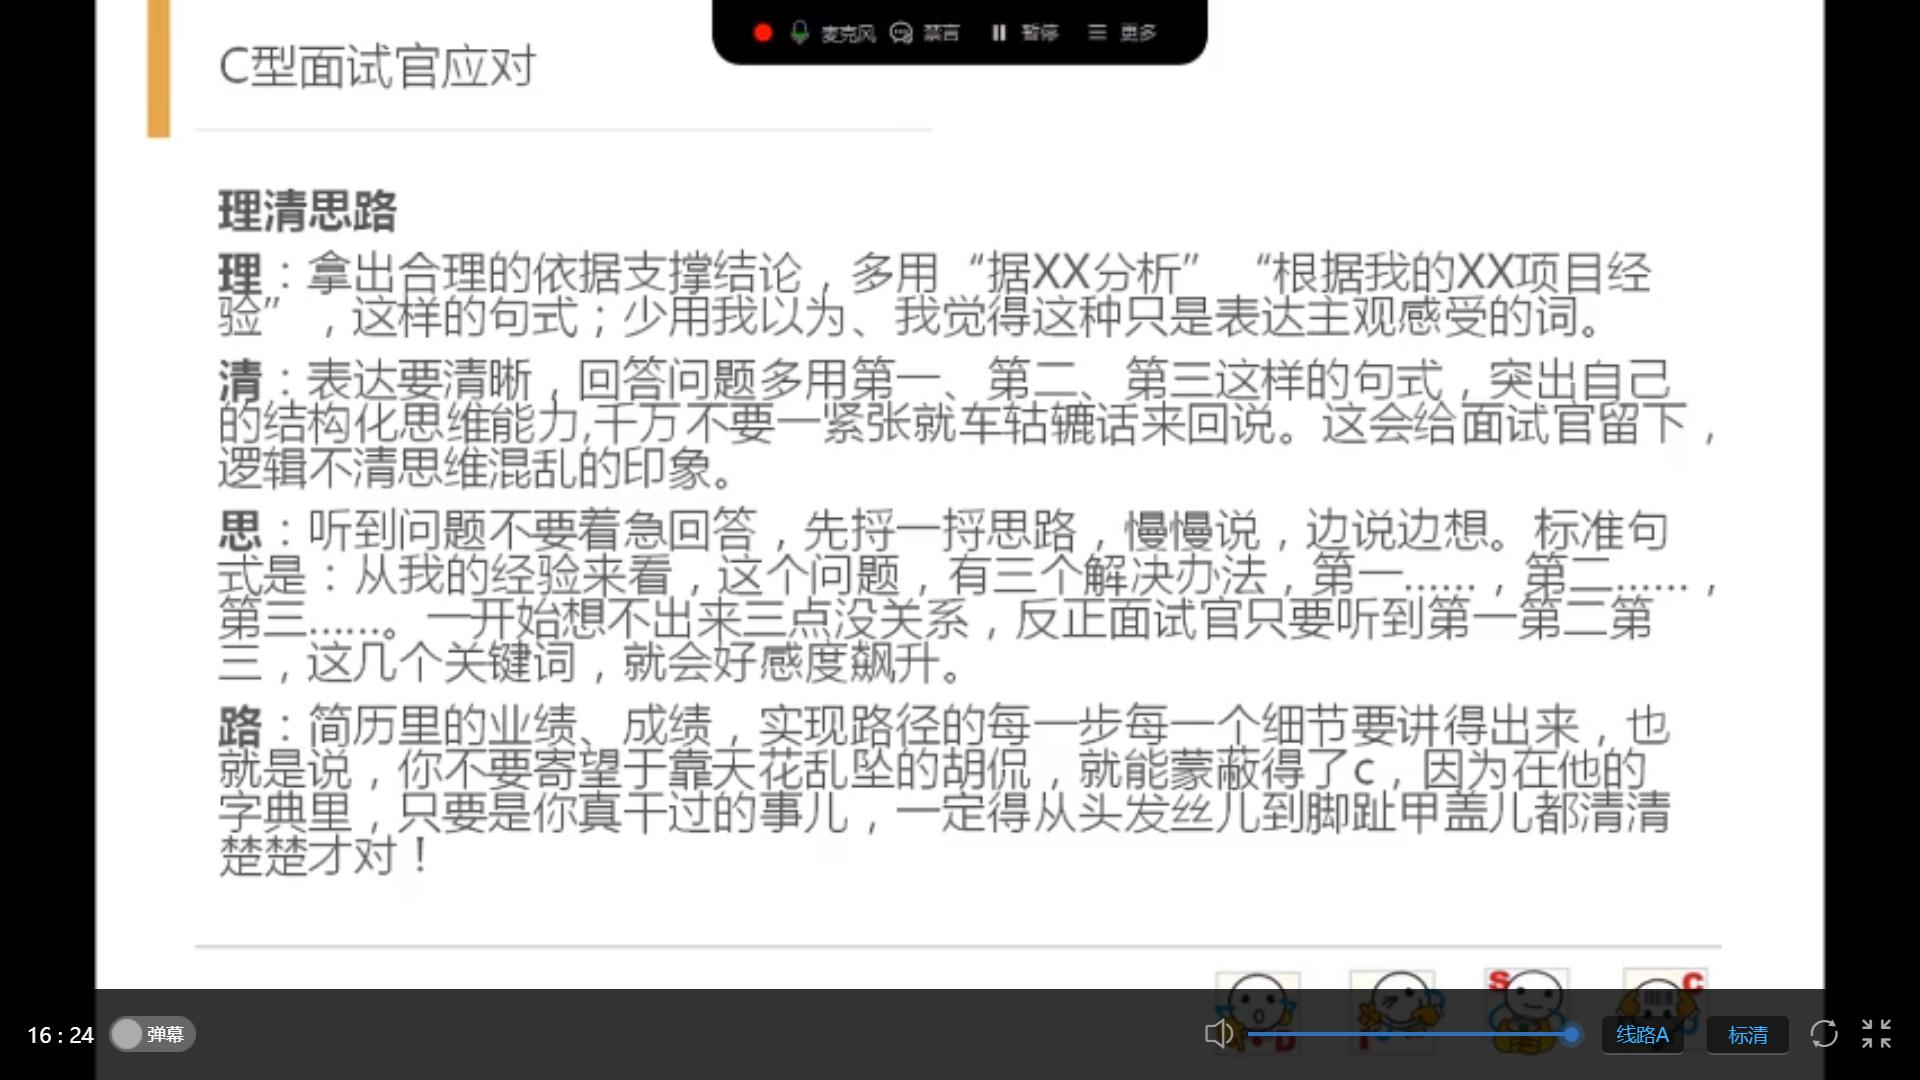 麦克风 禁言 暂停 更多
C型面试官应对
理清思路
理：拿出合理的依据支撑结论，多用“据XX分析” “根据我的XX项目经
验”，这样的句式；少用我以为、我觉得这种只是表达主观感受的词。
清：表达要清晰，回答问题多用第一、第二、第三这样的句式，突出自己
的结构化思维能力,千万不要一紧张就车轱辘话来回说。这会给面试官留下，
逻辑不清思维混乱的印象。
思：听到问题不要着急回答，先捋一捋思路，慢慢说，边说边想。标准句
式是：从我的经验来看，这个问题，有三个解决办法，第一……，第二……，
第三……。一开始想不出来三点没关系，反正面试官只要听到第一第二第
三，这几个关键词，就会好感度飙升。
路：简历里的业绩、成绩，实现路径的每一步每一个细节要讲得出来，也
就是说，你不要寄望于靠天花乱坠的胡侃，就能蒙蔽得了c，因为在他的
字典里，只要是你真干过的事儿，一定得从头发丝儿到脚趾甲盖儿都清清
楚楚才对！
D I S C
16 : 24 弹幕 线路A 标清